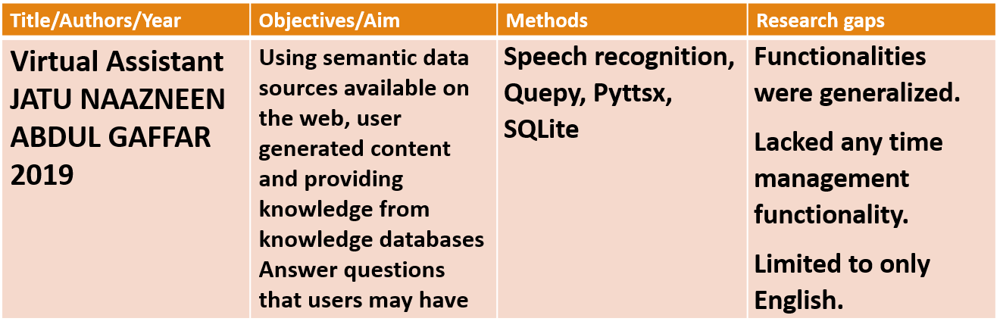 Title/Authors/Year
Objectives/Aim
Methods
Research gaps
Virtual Assistant
JATU NAAZNEEN
ABDUL GAFFAR
2019
Using semantic data
sources available on
the web, user
generated content
and providing
knowledge from
knowledge databases
Answer questions
that users may have
Speech recognition,
Quepy, Pyttsx,
SQLite
Functionalities
were generalized.
Lacked any time
management
functionality.
Limited to only
English.